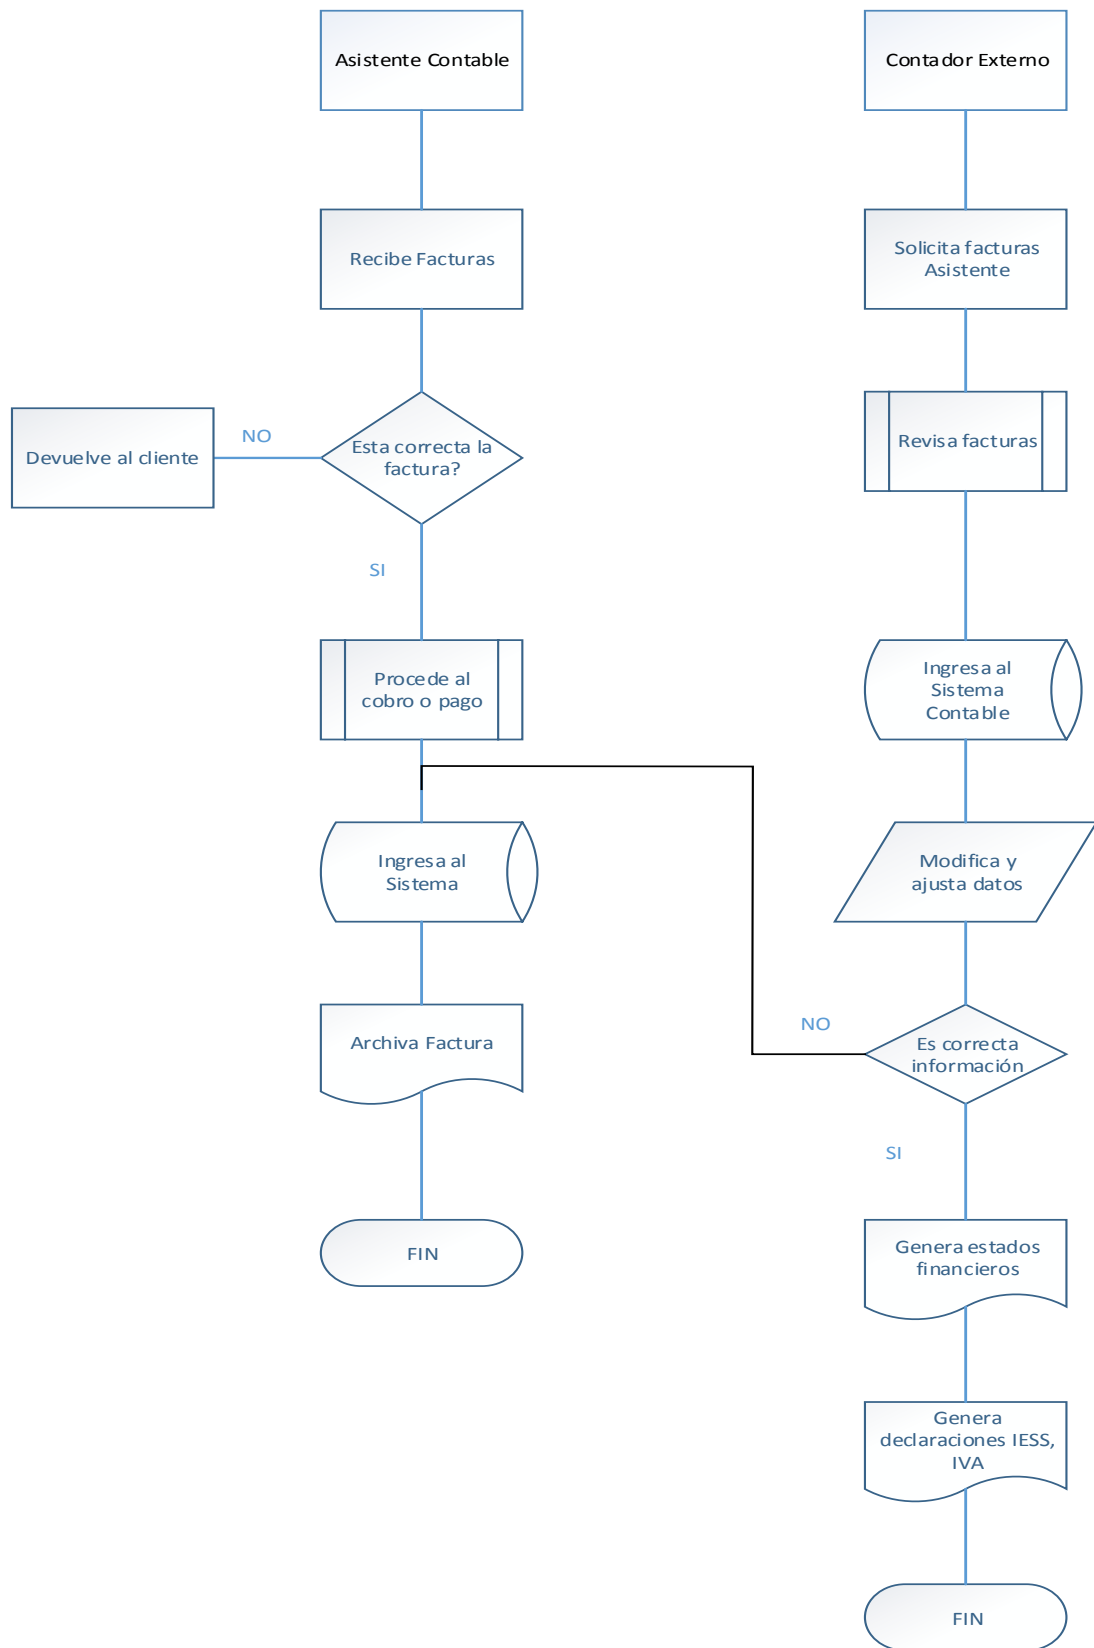 Asistente Contable
Recibe Facturas
Esta correcta la
factura?
NO
Devuelve al cliente
SI
Procede al
cobro o pago
Ingresa al
Sistema
Archiva Factura
FIN
Contador Externo
Solicita facturas
Asistente
Revisa facturas
Ingresa al
Sistema
Contable
Modifica y
ajusta datos
Es correcta
información
NO
SI
Genera estados
financieros
Genera
declaraciones IESS,
IVA
FIN